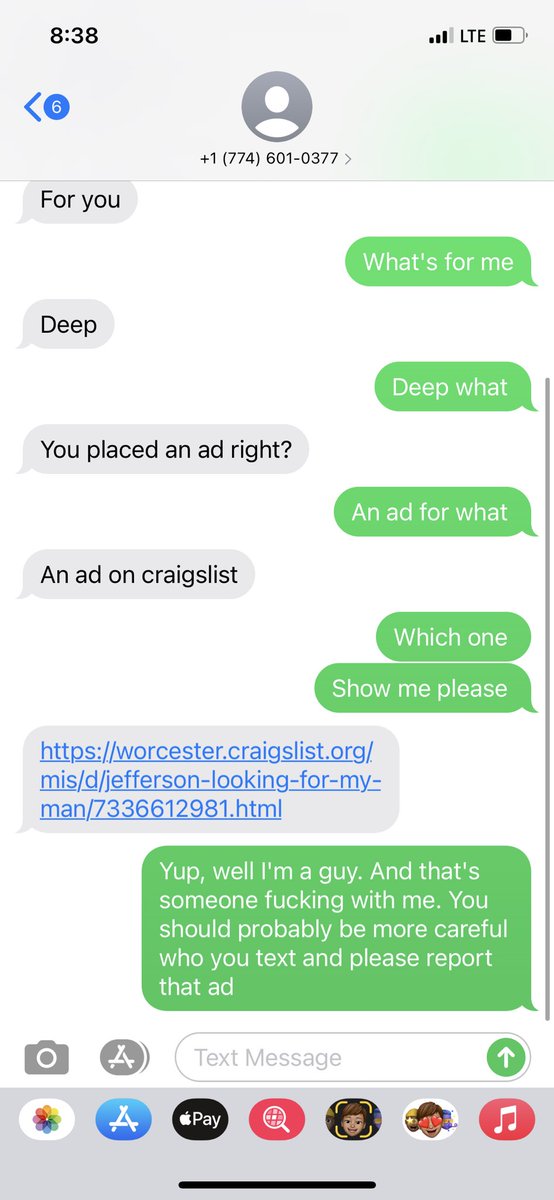 8:38
LTE
6
+1 (774) 601-0377 >
For you
What's for me
Deep
Deep what
You placed an ad right?
An ad for what
An ad on craigslist
Which one
Show me please
https://worcester.craigslist.org/
mis/d/jefferson-looking-for-my-
man/7336612981.html
Yup, well I'm a guy. And that's
someone fucking with me. You
should probably be more careful
who you text and please report
that ad
Text Message
Pay